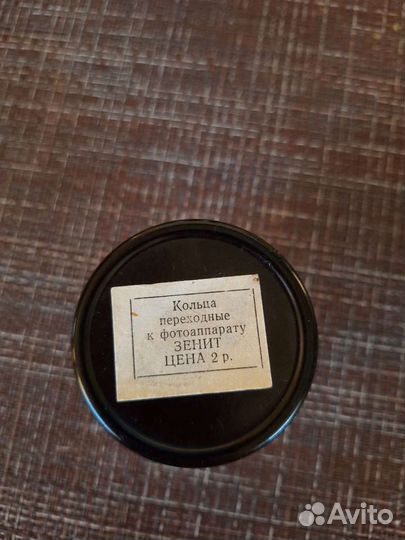 Кольца
переходные
к фотоаппарату
ЗЕНИТ
ЦЕНА 2 р.
Avito